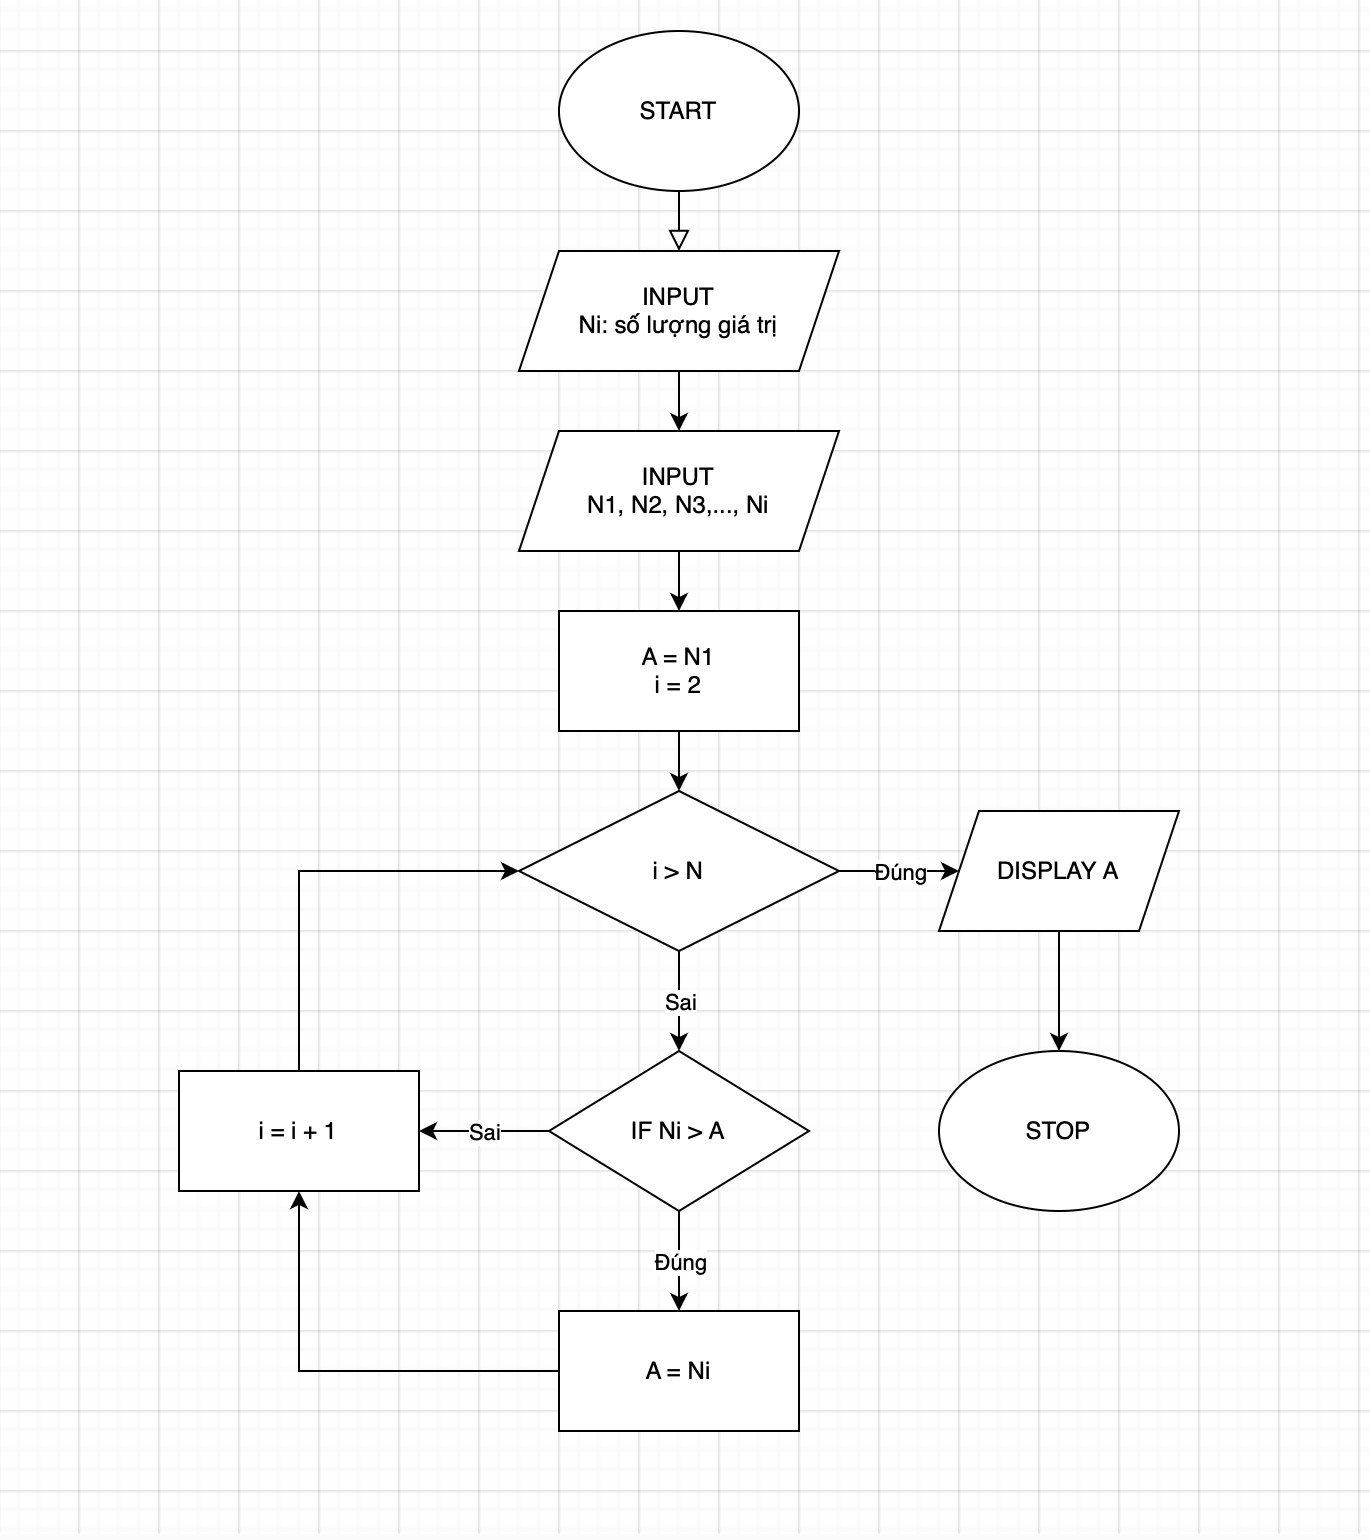 START
INPUT
Ni: số lượng giá trị
INPUT
N1, N2, N3,..., Ni
A = N1
i = 2
i > N
Đúng
DISPLAY A
Sai
i = i + 1
Sai
IF Ni > A
STOP
Đúng
A = Ni